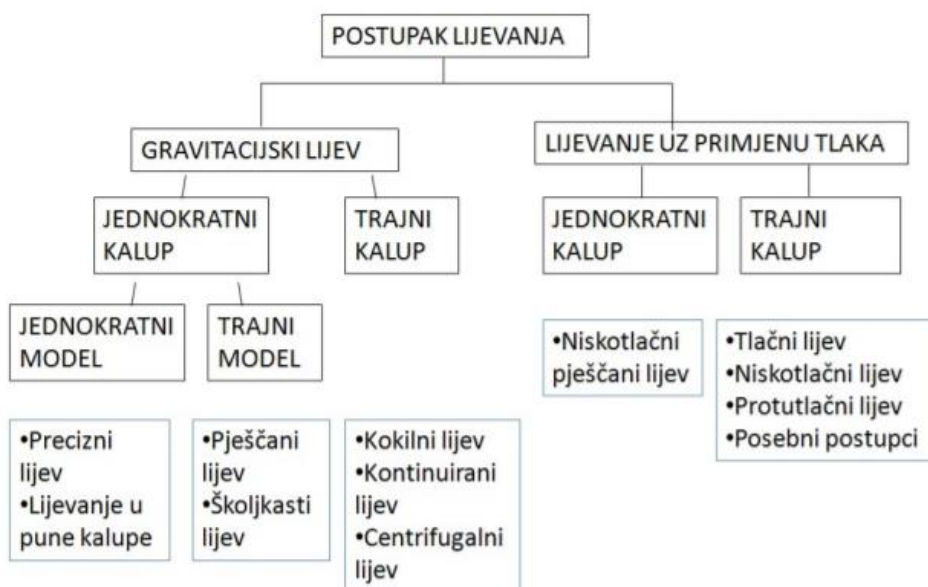 POSTUPAK LIJEVANJA
GRAVITACIJSKI LIJEV
LIJEVANJE UZ PRIMJENU TLAKA
JEDNOKRATNI
KALUP
TRAJNI
KALUP
JEDNOKRATNI
KALUP
TRAJNI
KALUP
JEDNOKRATNI
MODEL
TRAJNI
MODEL
•Niskotlačni
pješčani lijev
•Tlačni lijev
•Niskotlačni lijev
•Protutlačni lijev
•Posebni postupci
•Precizni
lijev
•Lijevanje u
pune kalupe
•Pješčani
lijev
•Školjkasti
lijev
•Kokilni lijev
•Kontinuirani
lijev
•Centrifugalni
lijev